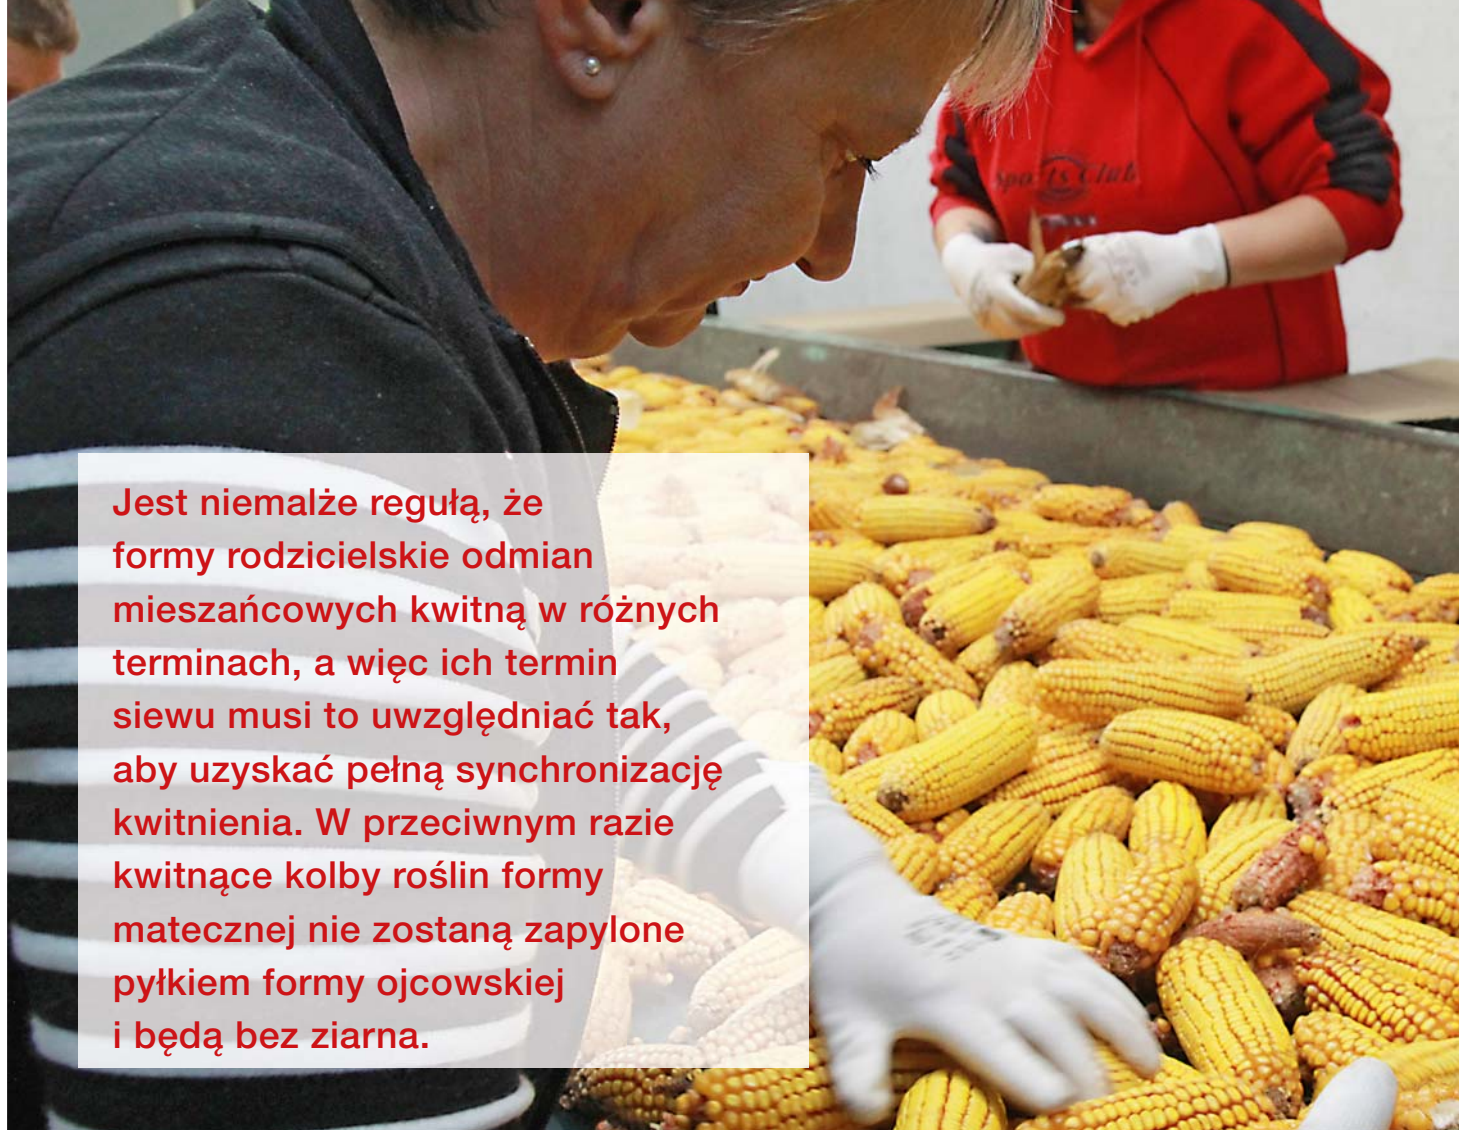 Sports Club
Jest niemalże regułą, że
formy rodzicielskie odmian
mieszańcowych kwitną w różnych
terminach, a więc ich termin
siewu musi to uwzględniać tak,
aby uzyskać pełną synchronizację
kwitnienia. W przeciwnym razie
kwitnące kolby roślin formy
matecznej nie zostaną zapylone
pyłkiem formy ojcowskiej
i będą bez ziarna.